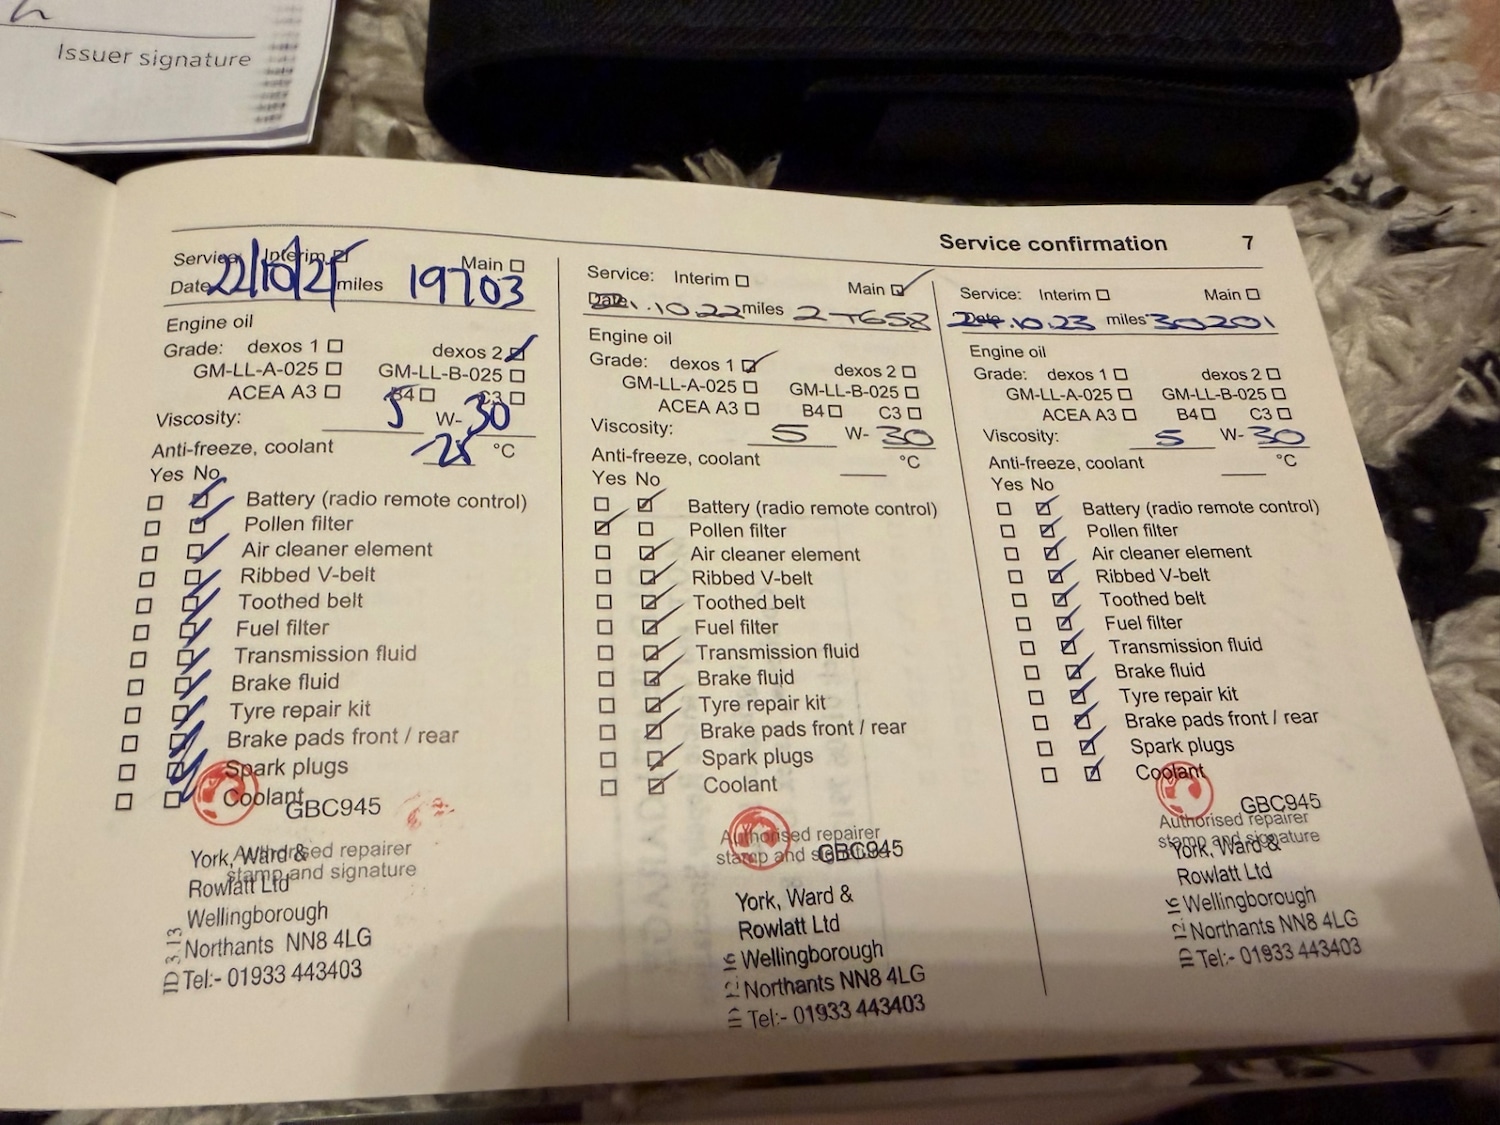 Issuer signature
Service confirmation 7
Service: Interim Main
Date 22/10/21 miles 19703
Engine oil
Grade: dexos 1 dexos 2
GM-LL-A-025 GM-LL-B-025
ACEA A3 B4 C3
Viscosity: 5 W- 30
Anti-freeze, coolant °C
Yes No
Battery (radio remote control)
Pollen filter
Air cleaner element
Ribbed V-belt
Toothed belt
Fuel filter
Transmission fluid
Brake fluid
Tyre repair kit
Brake pads front / rear
Spark plugs
Coolant
GBC945
Authorised repairer
stamp and signature
York, Ward &
Rowlatt Ltd
Wellingborough
Northants NN8 4LG
Tel:- 01933 443403
ID 3.13
Service: Interim Main
Date .10.22 miles 27658
Engine oil
Grade: dexos 1 dexos 2
GM-LL-A-025 GM-LL-B-025
ACEA A3 B4 C3
Viscosity: 5 W- 30
Anti-freeze, coolant °C
Yes No
Battery (radio remote control)
Pollen filter
Air cleaner element
Ribbed V-belt
Toothed belt
Fuel filter
Transmission fluid
Brake fluid
Tyre repair kit
Brake pads front / rear
Spark plugs
Coolant
Authorised repairer
stamp and signature
GBC945
York, Ward &
Rowlatt Ltd
Wellingborough
Northants NN8 4LG
Tel:- 01933 443403
Service: Interim Main
Date 24.10.23 miles 30201
Engine oil
Grade: dexos 1 dexos 2
GM-LL-A-025 GM-LL-B-025
ACEA A3 B4 C3
Viscosity: 5 W- 30
Anti-freeze, coolant °C
Yes No
Battery (radio remote control)
Pollen filter
Air cleaner element
Ribbed V-belt
Toothed belt
Fuel filter
Transmission fluid
Brake fluid
Tyre repair kit
Brake pads front / rear
Spark plugs
Coolant
GBC945
Authorised repairer
stamp and signature
York, Ward &
Rowlatt Ltd
Wellingborough
Northants NN8 4LG
Tel:- 01933 443403